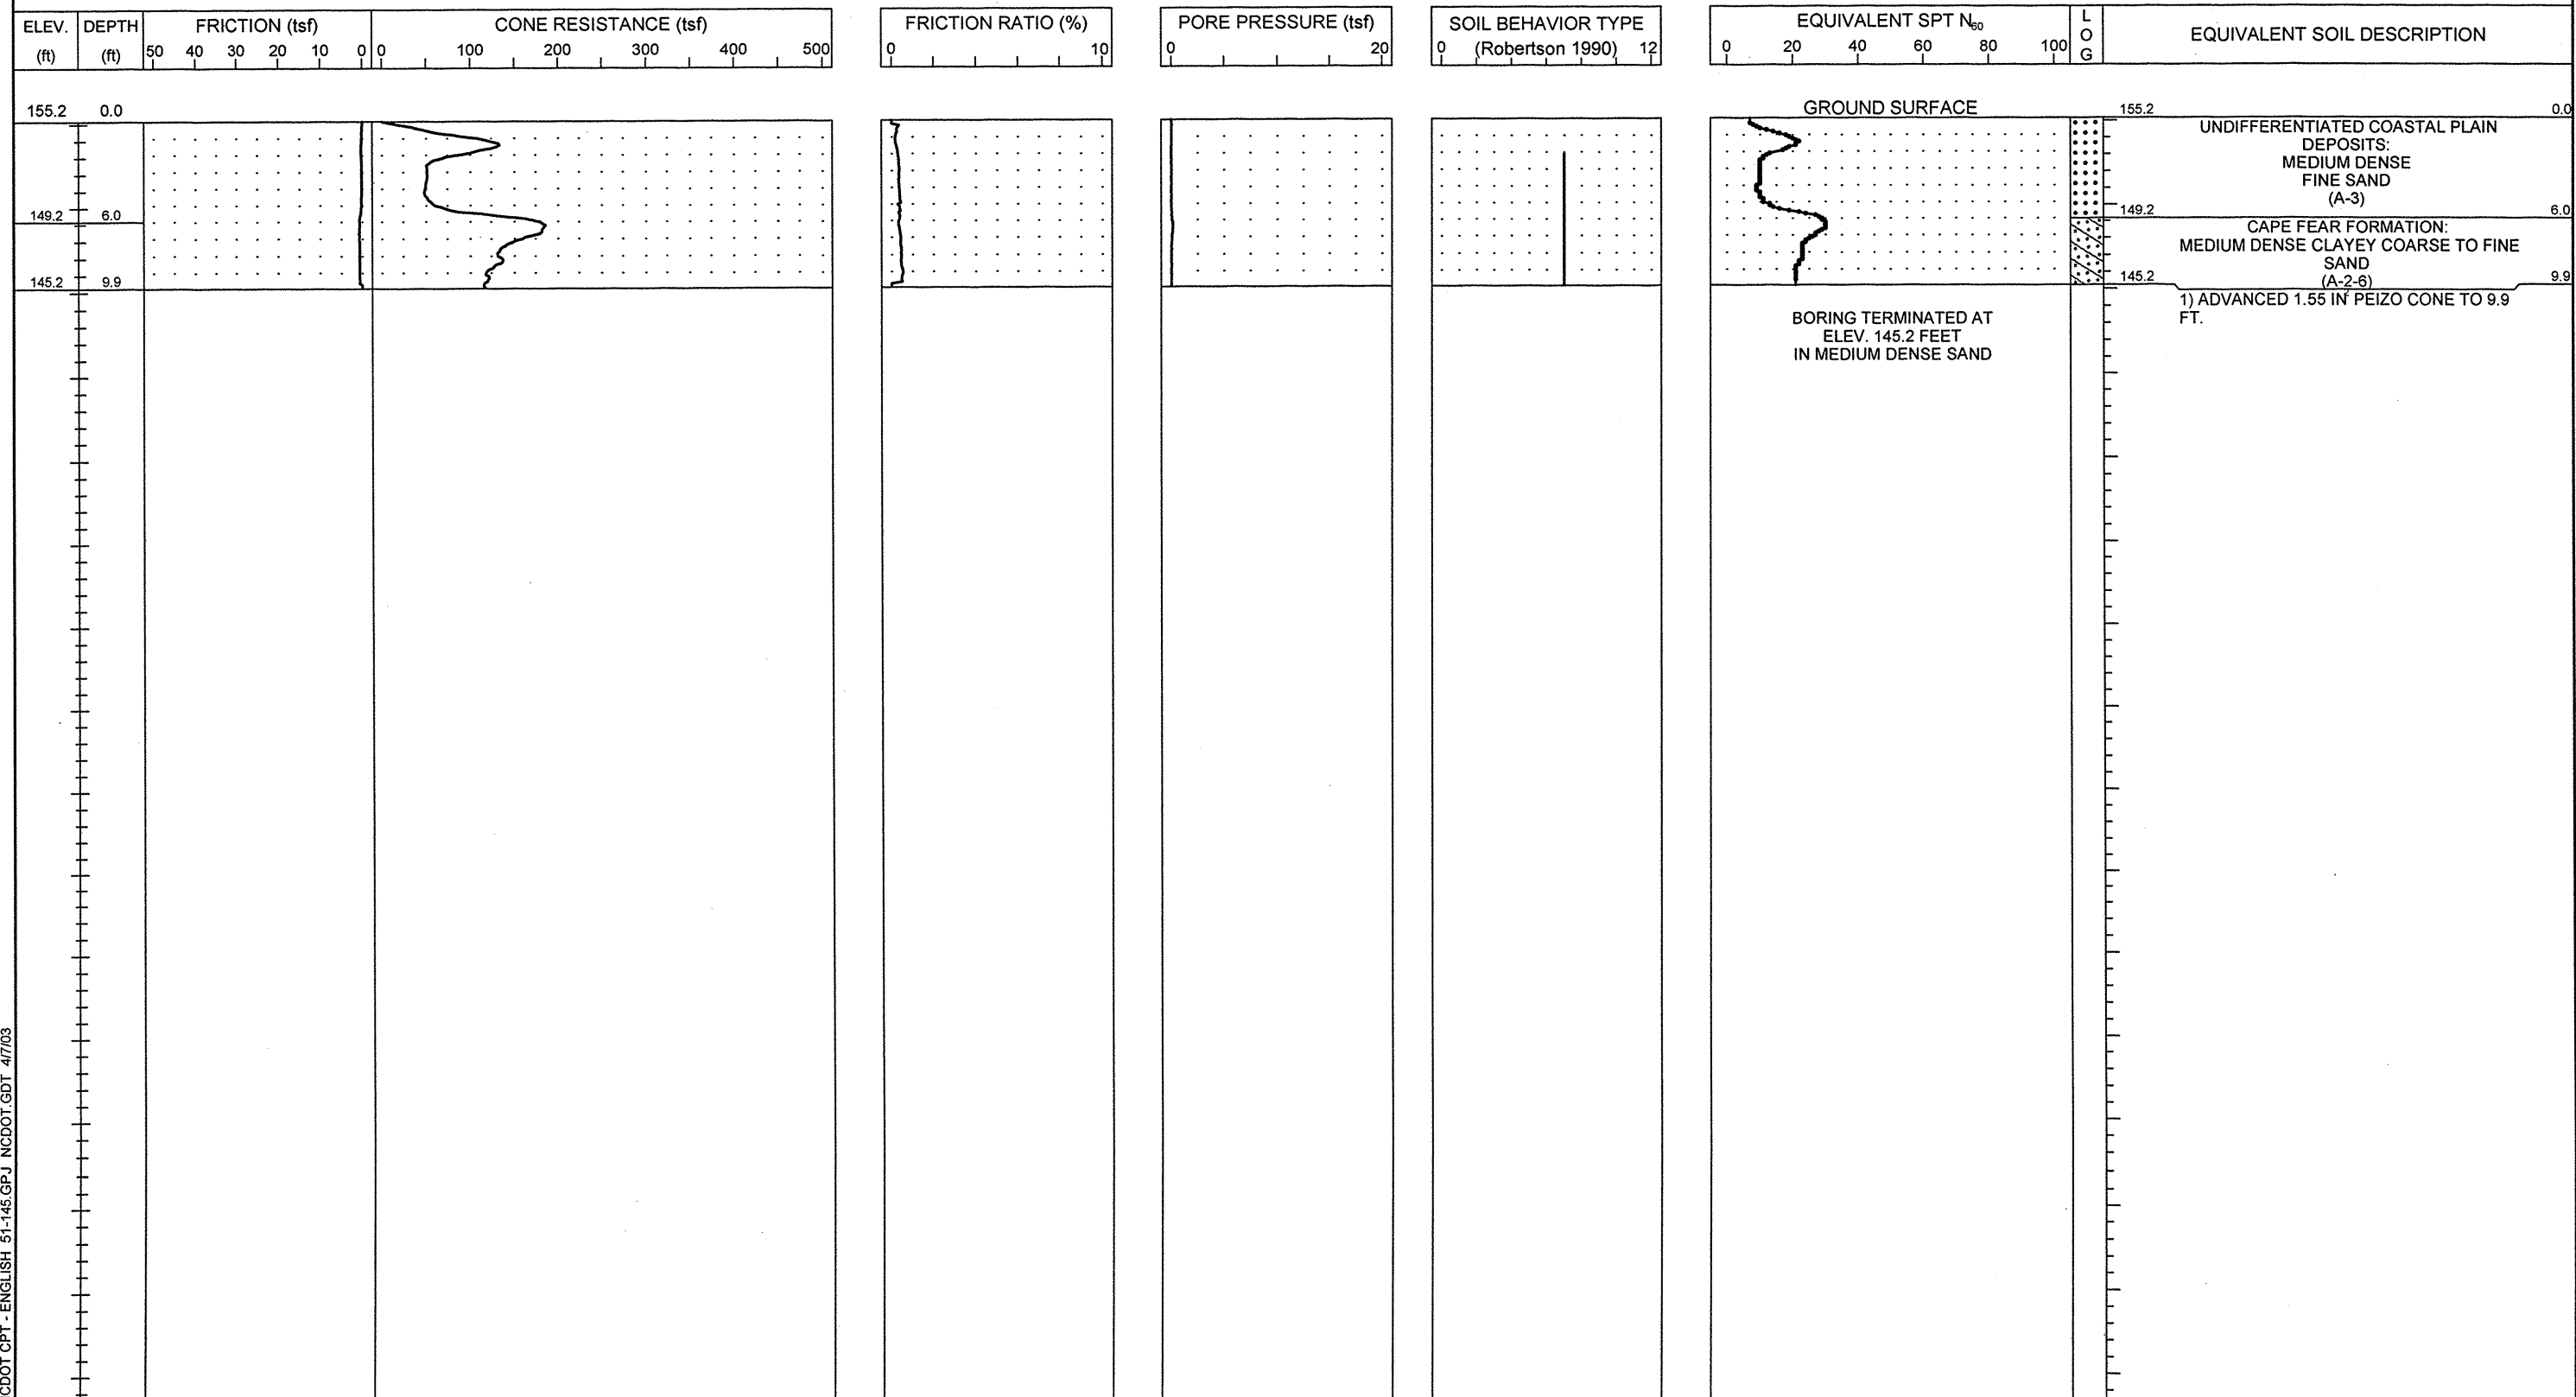 ELEV. DEPTH FRICTION (tsf) CONE RESISTANCE (tsf) FRICTION RATIO (%) PORE PRESSURE (tsf) SOIL BEHAVIOR TYPE EQUIVALENT SPT N60 L O G EQUIVALENT SOIL DESCRIPTION
(ft) (ft) 50 40 30 20 10 0 0 100 200 300 400 500 0 10 0 20 0 (Robertson 1990) 12 0 20 40 60 80 100
155.2 0.0 GROUND SURFACE 155.2 0.0
UNDIFFERENTIATED COASTAL PLAIN
DEPOSITS:
MEDIUM DENSE
FINE SAND
(A-3)
149.2 6.0 149.2 6.0
CAPE FEAR FORMATION:
MEDIUM DENSE CLAYEY COARSE TO FINE
SAND
(A-2-6)
145.2 9.9 145.2 9.9
1) ADVANCED 1.55 IN PEIZO CONE TO 9.9
FT.
BORING TERMINATED AT
ELEV. 145.2 FEET
IN MEDIUM DENSE SAND
CDOT CPT - ENGLISH 51-145.GPJ NCDOT.GDT 4/7/03